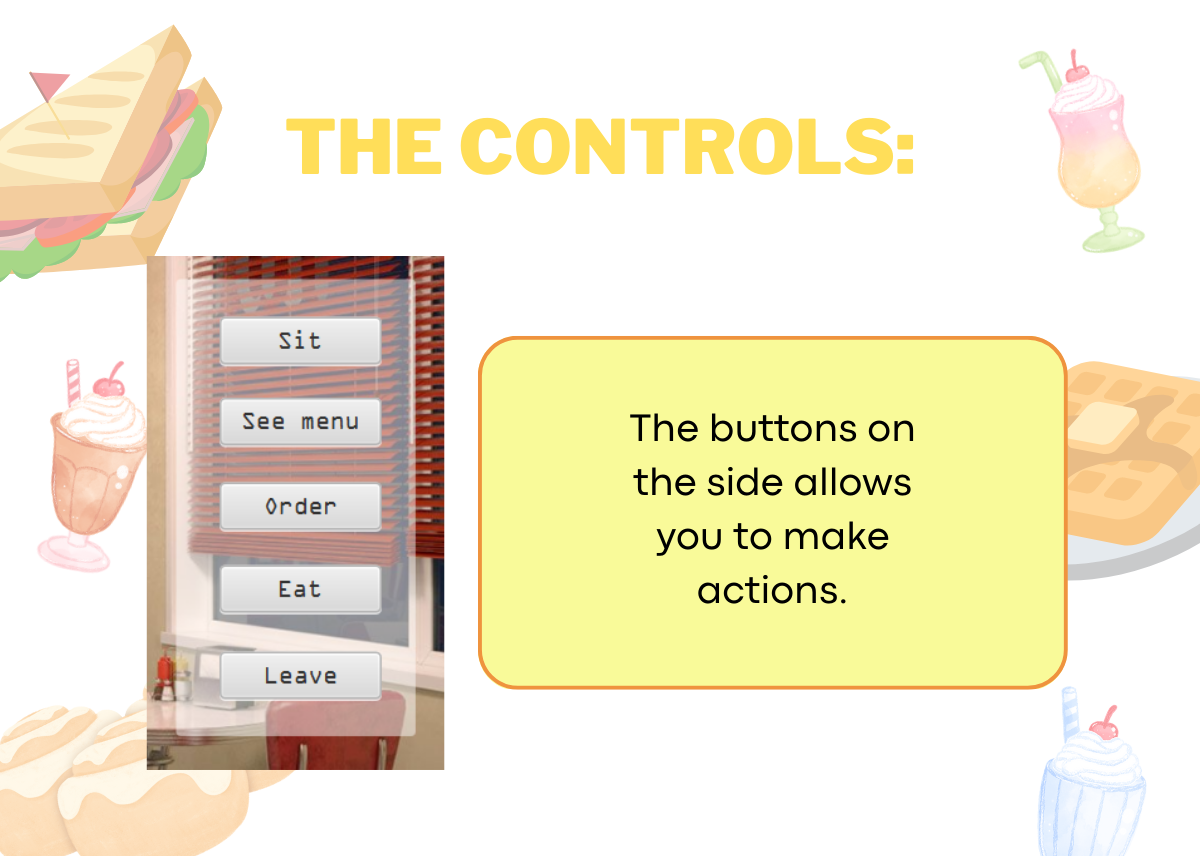 THE CONTROLS:
Sit
See menu
Order
Eat
Leave
The buttons on
the side allows
you to make
actions.